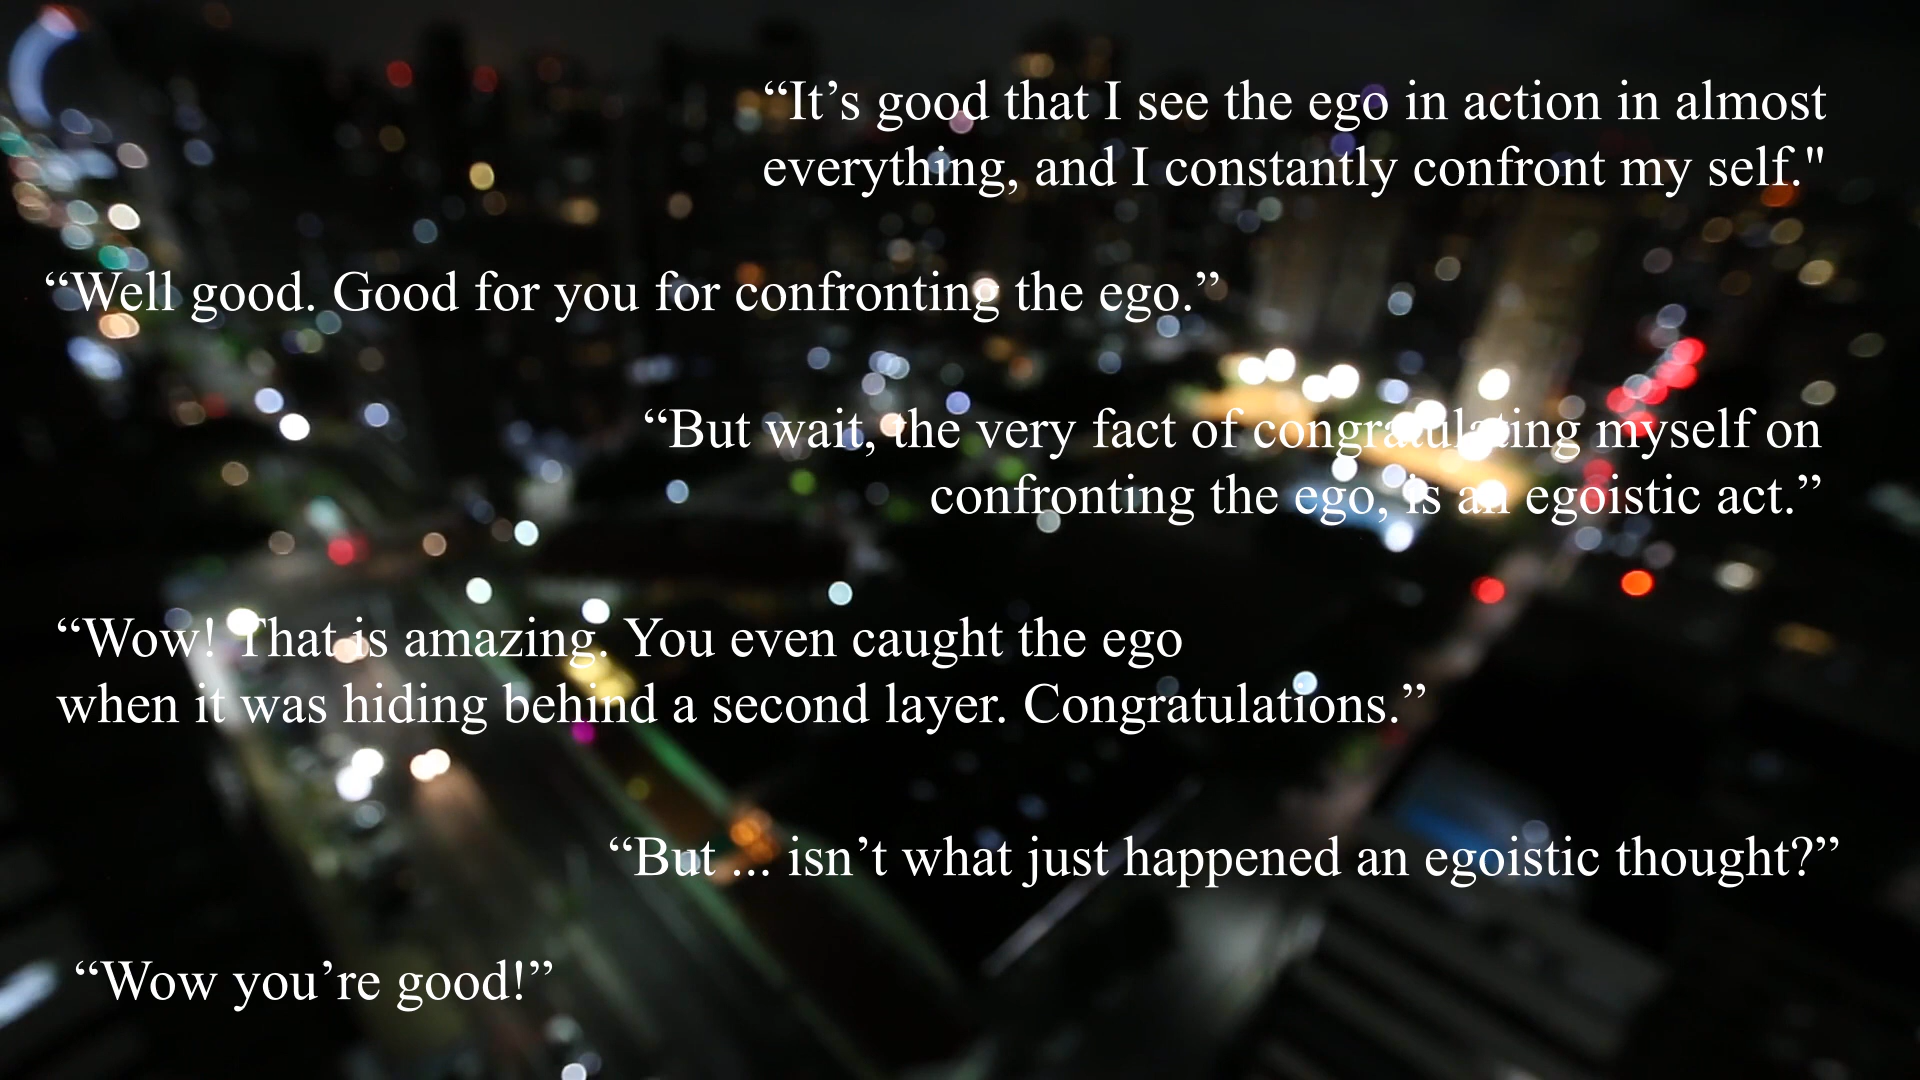 “It’s good that I see the ego in action in almost
everything, and I constantly confront my self."
“Well good. Good for you for confronting the ego.”
“But wait, the very fact of congratulating myself on
confronting the ego, is an egoistic act.”
“Wow! That is amazing. You even caught the ego
when it was hiding behind a second layer. Congratulations.”
“But ... isn’t what just happened an egoistic thought?”
“Wow you’re good!”